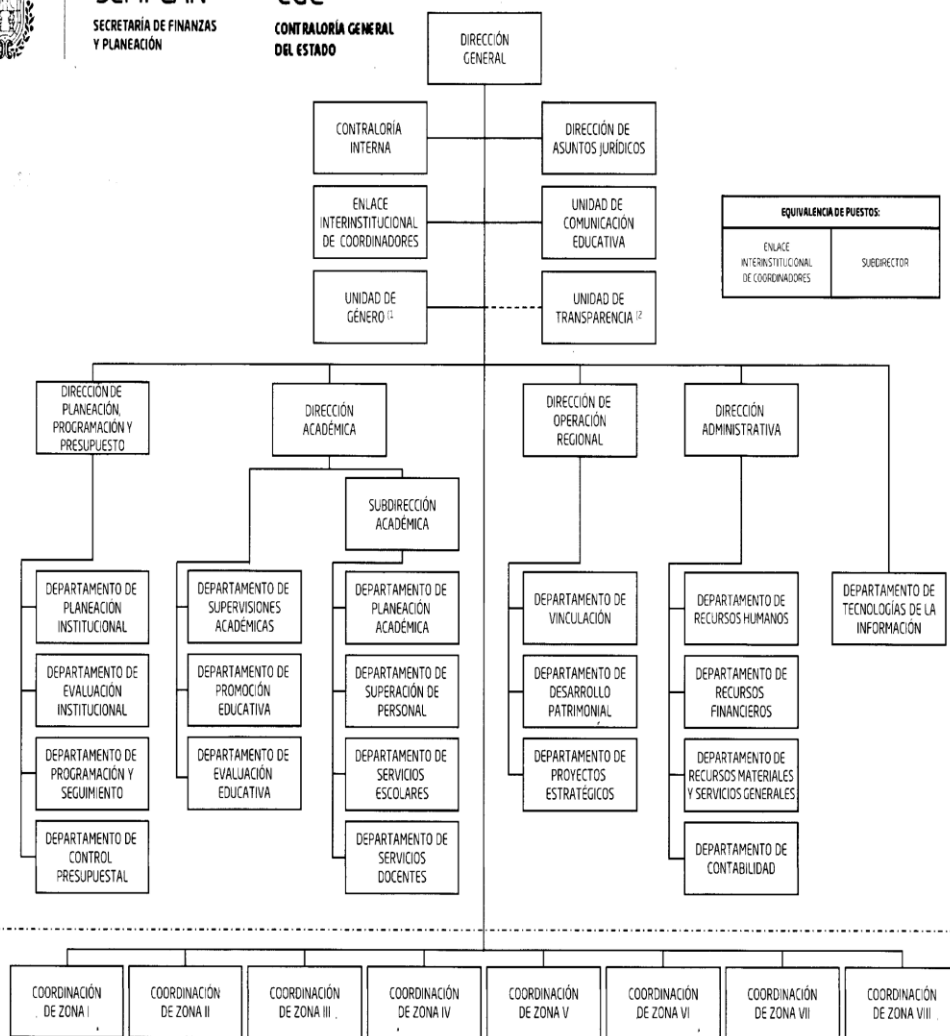 SECRETARÍA DE FINANZAS
Y PLANEACIÓN
CONTRALORÍA GENERAL
DEL ESTADO
DIRECCIÓN
GENERAL
CONTRALORÍA
INTERNA
DIRECCIÓN DE
ASUNTOS JURÍDICOS
ENLACE
INTERINSTITUCIONAL
DE COORDINADORES
UNIDAD DE
COMUNICACIÓN
EDUCATIVA
EQUIVALENCIA DE PUESTOS:
ENLACE
INTERINSTITUCIONAL
DE COORDINADORES
SUBDIRECTOR
UNIDAD DE
GÉNERO (1
UNIDAD DE
TRANSPARENCIA (2
DIRECCIÓN DE
PLANEACIÓN,
PROGRAMACIÓN Y
PRESUPUESTO
DIRECCIÓN
ACADÉMICA
DIRECCIÓN DE
OPERACIÓN
REGIONAL
DIRECCIÓN
ADMINISTRATIVA
SUBDIRECCIÓN
ACADÉMICA
DEPARTAMENTO DE
PLANEACIÓN
INSTITUCIONAL
DEPARTAMENTO DE
SUPERVISIONES
ACADÉMICAS
DEPARTAMENTO DE
PLANEACIÓN
ACADÉMICA
DEPARTAMENTO DE
VINCULACIÓN
DEPARTAMENTO DE
RECURSOS HUMANOS
DEPARTAMENTO DE
TECNOLOGÍAS DE LA
INFORMACIÓN
DEPARTAMENTO DE
EVALUACIÓN
INSTITUCIONAL
DEPARTAMENTO DE
PROMOCIÓN
EDUCATIVA
DEPARTAMENTO DE
SUPERACIÓN DE
PERSONAL
DEPARTAMENTO DE
DESARROLLO
PATRIMONIAL
DEPARTAMENTO DE
RECURSOS
FINANCIEROS
DEPARTAMENTO DE
PROGRAMACIÓN Y
SEGUIMIENTO
DEPARTAMENTO DE
EVALUACIÓN
EDUCATIVA
DEPARTAMENTO DE
SERVICIOS
ESCOLARES
DEPARTAMENTO DE
PROYECTOS
ESTRATÉGICOS
DEPARTAMENTO DE
RECURSOS MATERIALES
Y SERVICIOS GENERALES
DEPARTAMENTO DE
CONTROL
PRESUPUESTAL
DEPARTAMENTO DE
SERVICIOS
DOCENTES
DEPARTAMENTO DE
CONTABILIDAD
COORDINACIÓN
DE ZONA I
COORDINACIÓN
DE ZONA II
COORDINACIÓN
DE ZONA III
COORDINACIÓN
DE ZONA IV
COORDINACIÓN
DE ZONA V
COORDINACIÓN
DE ZONA VI
COORDINACIÓN
DE ZONA VII
COORDINACIÓN
DE ZONA VIII